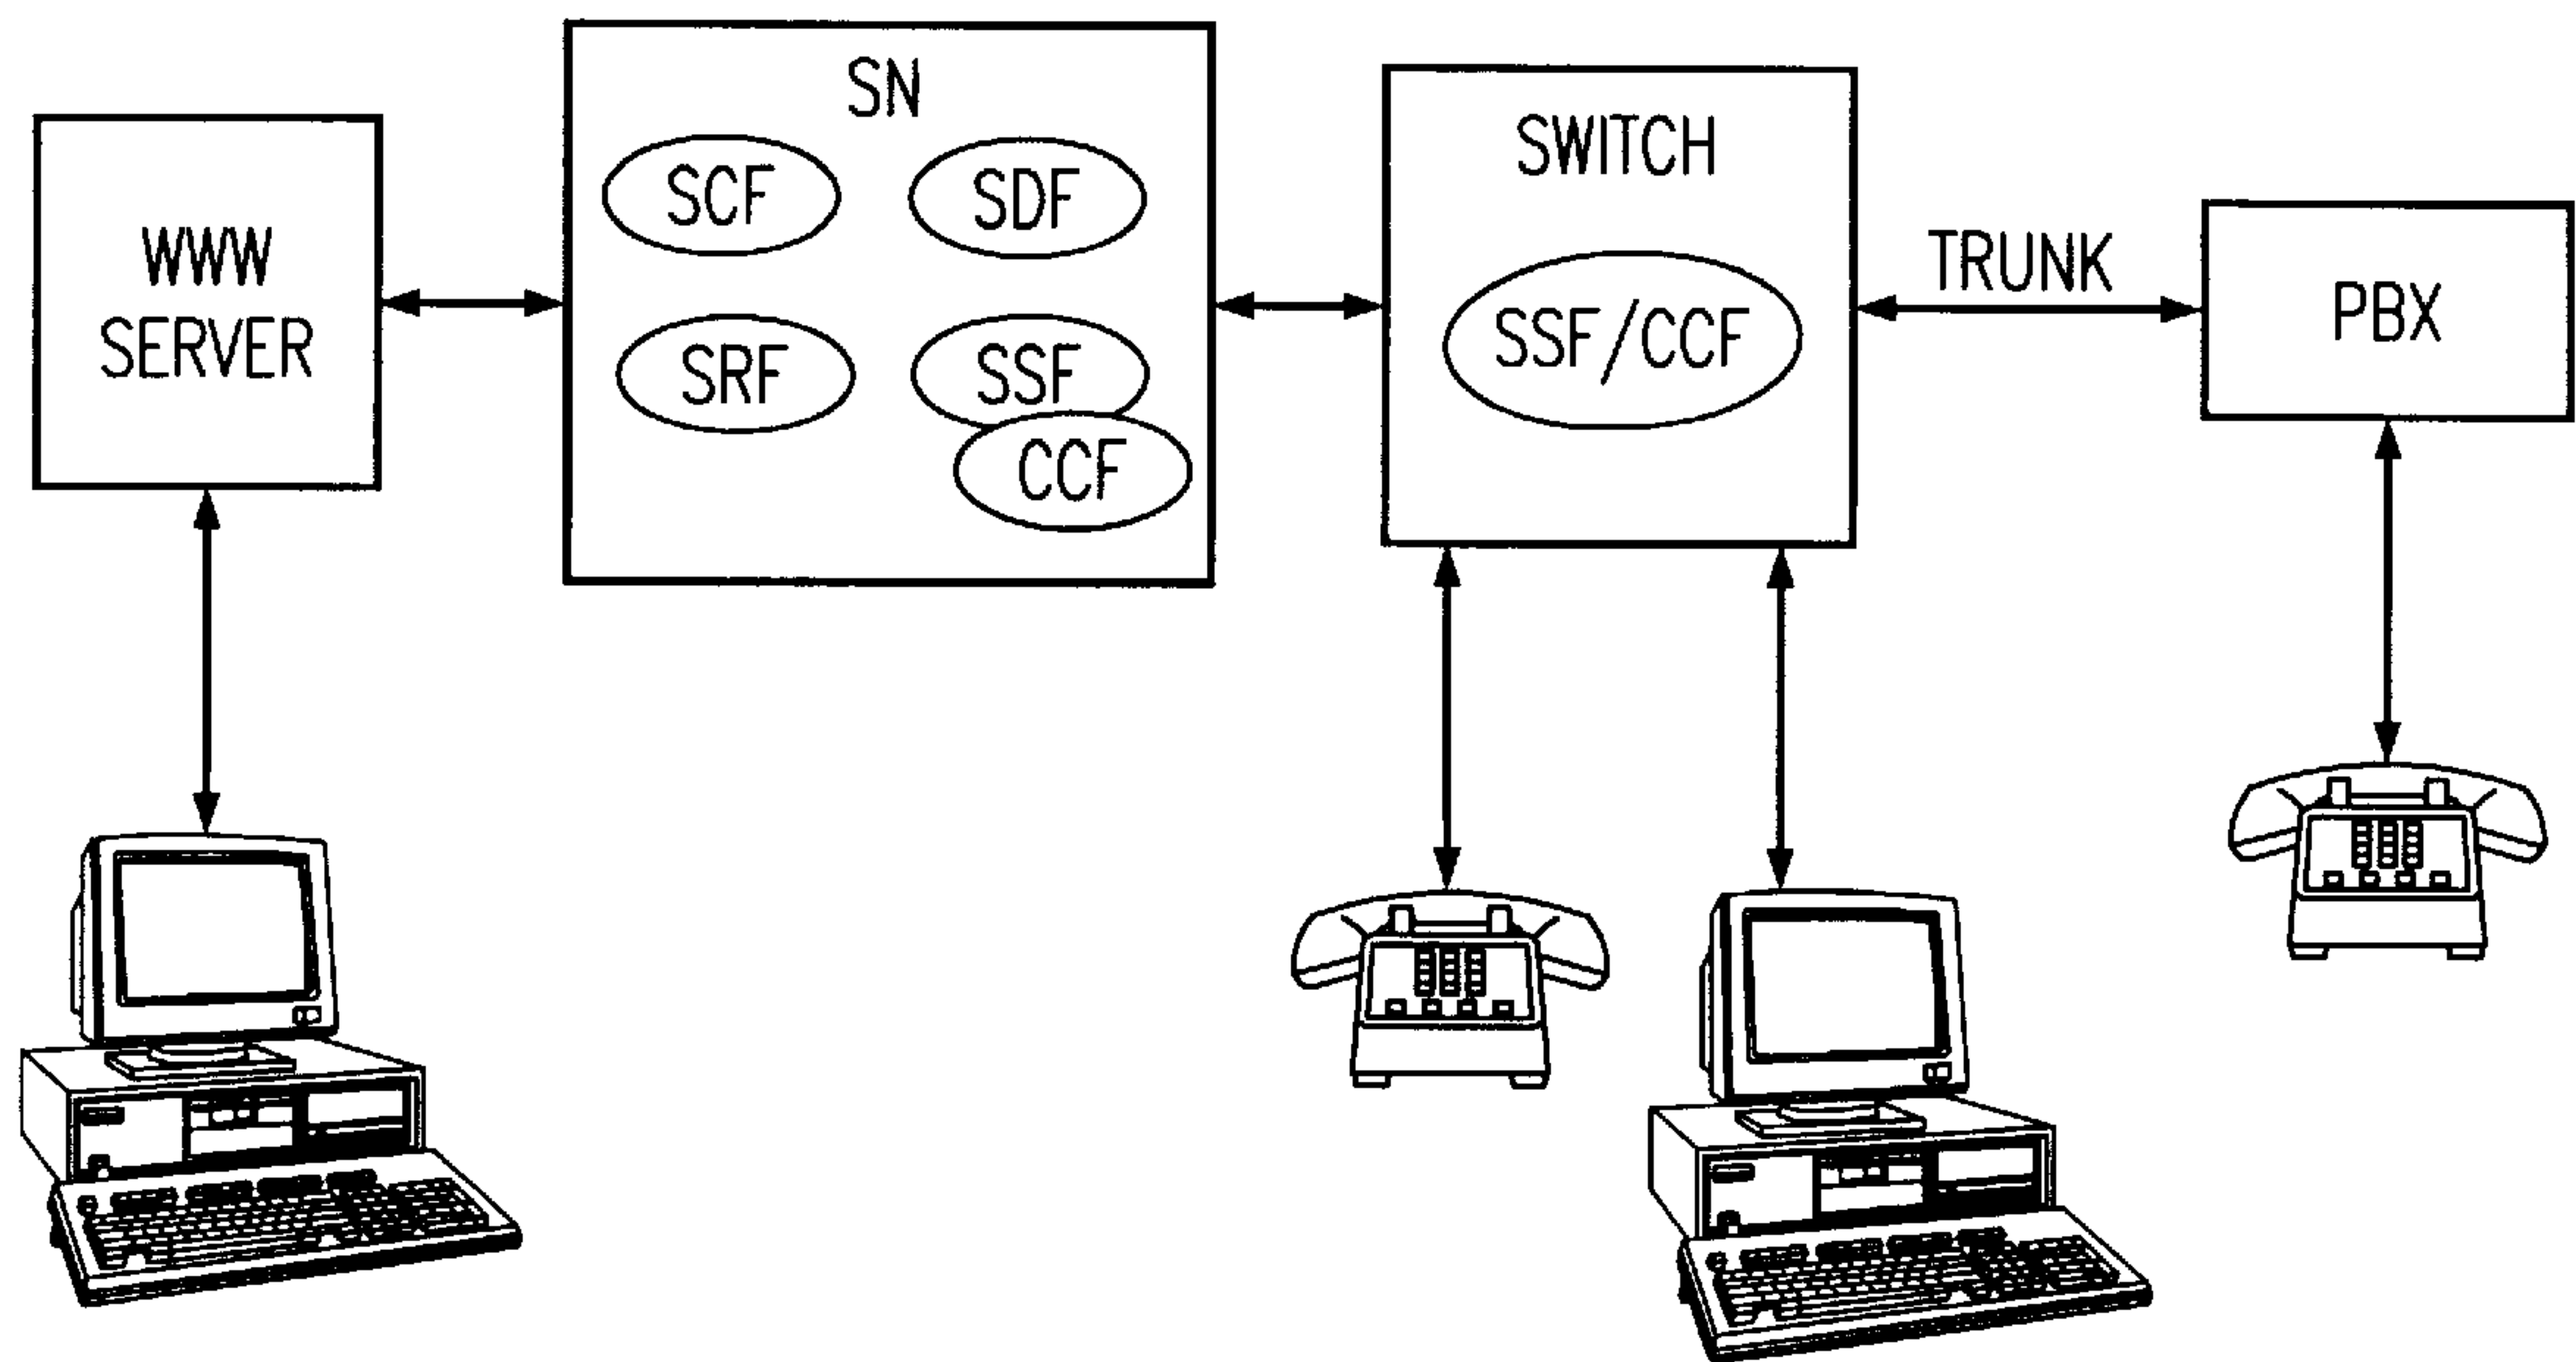 WWW
SERVER
SN
SCF
SDF
SRF
SSF
CCF
SWITCH
SSF/CCF
TRUNK
PBX